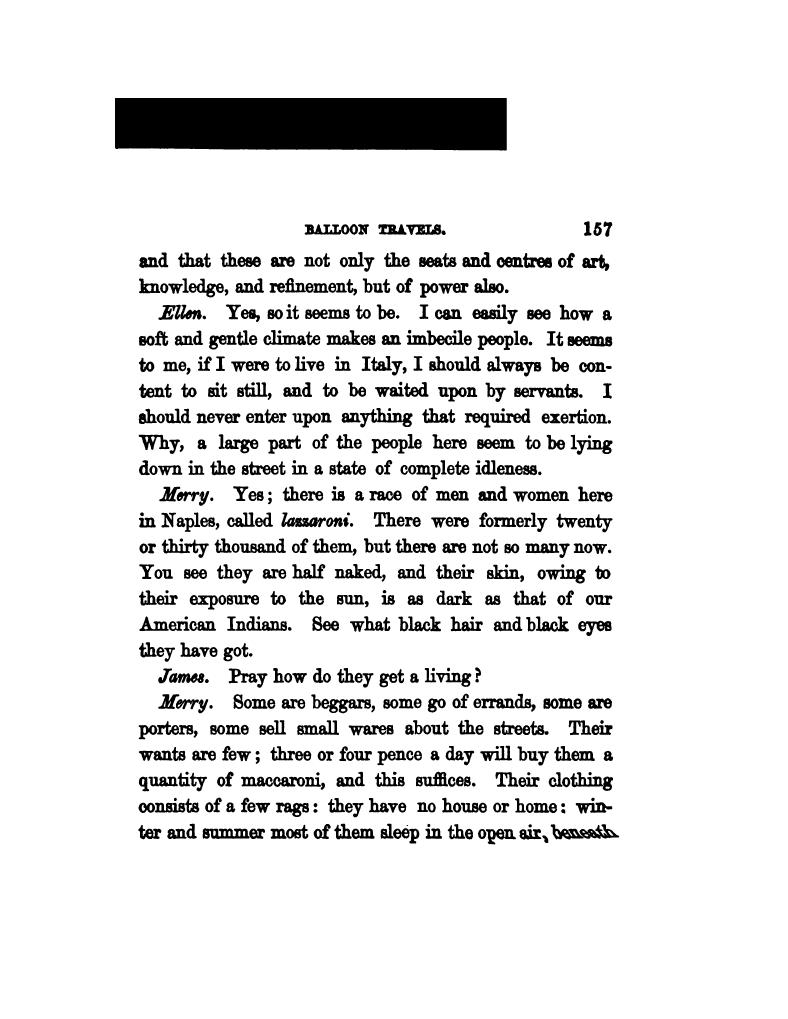 BALLOON TRAVELS. 157
and that these are not only the seats and centres of art,
knowledge, and refinement, but of power also.
Ellen. Yes, so it seems to be. I can easily see how a
soft and gentle climate makes an imbecile people. It seems
to me, if I were to live in Italy, I should always be con-
tent to sit still, and to be waited upon by servants. I
should never enter upon anything that required exertion.
Why, a large part of the people here seem to be lying
down in the street in a state of complete idleness.
Merry. Yes; there is a race of men and women here
in Naples, called lazzaroni. There were formerly twenty
or thirty thousand of them, but there are not so many now.
You see they are half naked, and their skin, owing to
their exposure to the sun, is as dark as that of our
American Indians. See what black hair and black eyes
they have got.
James. Pray how do they get a living?
Merry. Some are beggars, some go of errands, some are
porters, some sell small wares about the streets. Their
wants are few; three or four pence a day will buy them a
quantity of maccaroni, and this suffices. Their clothing
consists of a few rags: they have no house or home: win-
ter and summer most of them sleep in the open air, beneath